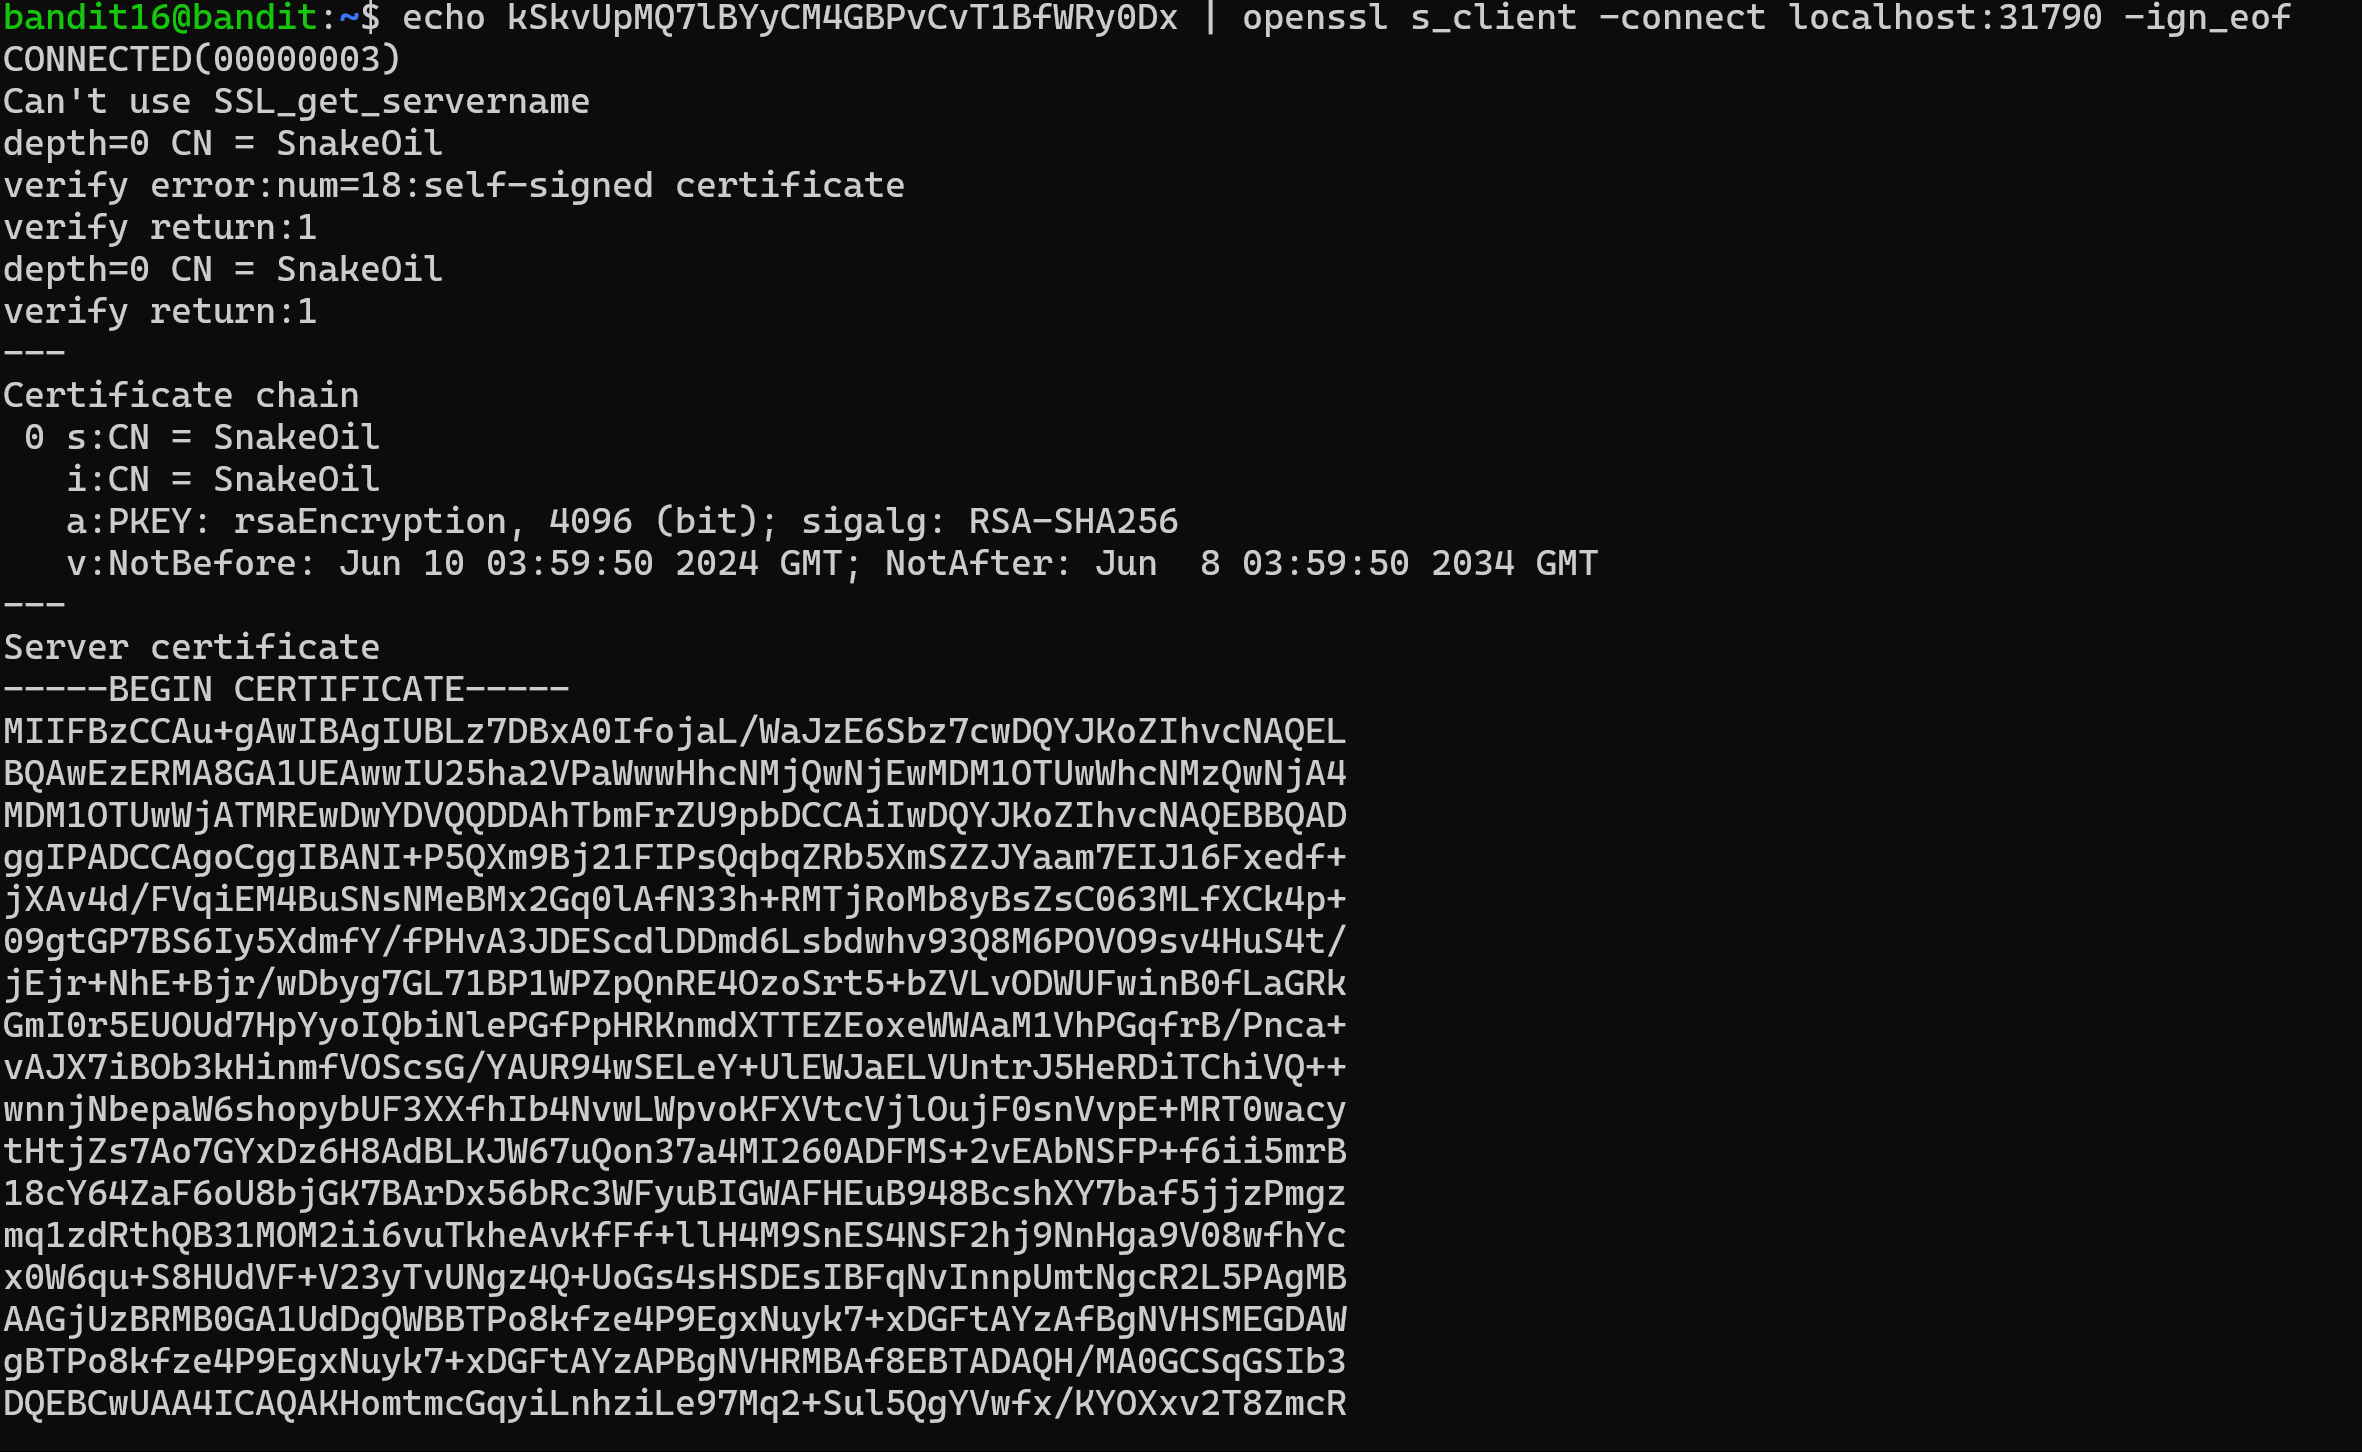 bandit16@bandit:~$ echo kSkvUpMQ7lBYyCM4GBPvCvT1BfWRy0Dx | openssl s_client -connect localhost:31790 -ign_eof
CONNECTED(00000003)
Can't use SSL_get_servername
depth=0 CN = SnakeOil
verify error:num=18:self-signed certificate
verify return:1
depth=0 CN = SnakeOil
verify return:1
---
Certificate chain
 0 s:CN = SnakeOil
   i:CN = SnakeOil
   a:PKEY: rsaEncryption, 4096 (bit); sigalg: RSA-SHA256
   v:NotBefore: Jun 10 03:59:50 2024 GMT; NotAfter: Jun  8 03:59:50 2034 GMT
---
Server certificate
-----BEGIN CERTIFICATE-----
MIIFBzCCAu+gAwIBAgIUBLz7DBxA0IfojaL/WaJzE6Sbz7cwDQYJKoZIhvcNAQEL
BQAwEzERMA8GA1UEAwwIU25ha2VPaWwwHhcNMjQwNjEwMDM1OTUwWhcNMzQwNjA4
MDM1OTUwWjATMREwDwYDVQQDDAhTbmFrZU9pbDCCAiIwDQYJKoZIhvcNAQEBBQAD
ggIPADCCAgoCggIBANI+P5QXm9Bj21FIPsQqbqZRb5XmSZZJYaam7EIJ16Fxedf+
jXAv4d/FVqiEM4BuSNsNMeBMx2Gq0lAfN33h+RMTjRoMb8yBsZsC063MLfXCk4p+
09gtGP7BS6Iy5XdmfY/fPHvA3JDEScdlDDmd6Lsbdwhv93Q8M6POVO9sv4HuS4t/
jEjr+NhE+Bjr/wDbyg7GL71BP1WPZpQnRE4OzoSrt5+bZVLvODWUFwinB0fLaGRk
GmI0r5EUOUd7HpYyoIQbiNlePGfPpHRKnmdXTTEZEoxeWWAaM1VhPGqfrB/Pnca+
vAJX7iBOb3kHinmfVOScsG/YAUR94wSELeY+UlEWJaELVUntrJ5HeRDiTChiVQ++
wnnjNbepaW6shopybUF3XXfhIb4NvwLWpvoKFXVtcVjlOujF0snVvpE+MRT0wacy
tHtjZs7Ao7GYxDz6H8AdBLKJW67uQon37a4MI260ADFMS+2vEAbNSFP+f6ii5mrB
18cY64ZaF6oU8bjGK7BArDx56bRc3WFyuBIGWAFHEuB948BcshXY7baf5jjzPmgz
mq1zdRthQB31MOM2ii6vuTkheAvKfFf+llH4M9SnES4NSF2hj9NnHga9V08wfhYc
x0W6qu+S8HUdVF+V23yTvUNgz4Q+UoGs4sHSDEsIBFqNvInnpUmtNgcR2L5PAgMB
AAGjUzBRMB0GA1UdDgQWBBTPo8kfze4P9EgxNuyk7+xDGFtAYzAfBgNVHSMEGDAW
gBTPo8kfze4P9EgxNuyk7+xDGFtAYzAPBgNVHRMBAf8EBTADAQH/MA0GCSqGSIb3
DQEBCwUAA4ICAQAKHomtmcGqyiLnhziLe97Mq2+Sul5QgYVwfx/KYOXxv2T8ZmcR